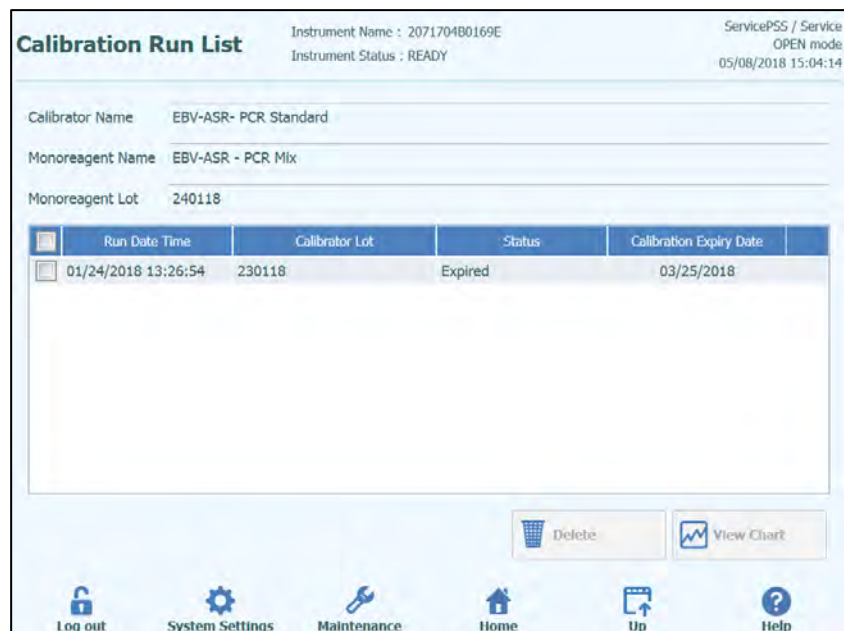 Calibration Run List
Instrument Name : 207170480169E
Instrument Status : READY
ServicePSS / Service
OPEN mode
05/08/2018 15:04:14
Calibrator Name EBV-ASR- PCR Standard
Monoreagent Name EBV-ASR - PCR Mix
Monoreagent Lot 240118
Run Date Time Calibrator Lot Status Calibration Expiry Date
01/24/2018 13:26:54 230118 Expired 03/25/2018
Delete View Chart
Log out System Settings Maintenance Home Up Help